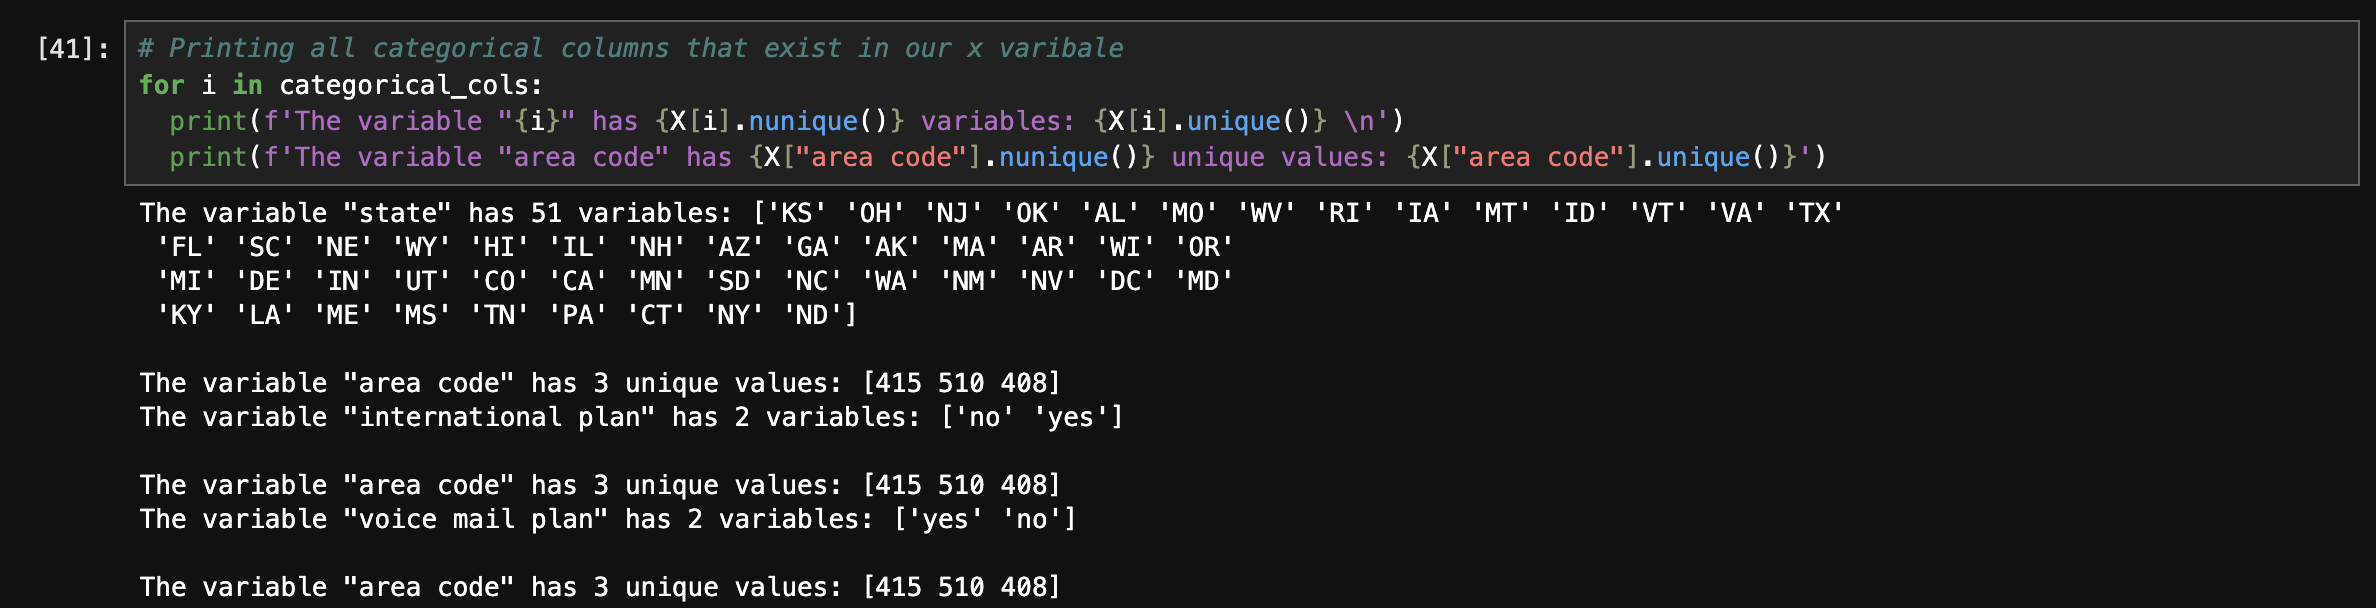 [41]:
# Printing all categorical columns that exist in our x varibale
for i in categorical_cols:
  print(f'The variable "{i}" has {X[i].nunique()} variables: {X[i].unique()} \n')
  print(f'The variable "area code" has {X["area code"].nunique()} unique values: {X["area code"].unique()}')
The variable "state" has 51 variables: ['KS' 'OH' 'NJ' 'OK' 'AL' 'MO' 'WV' 'RI' 'IA' 'MT' 'ID' 'VT' 'VA' 'TX'
 'FL' 'SC' 'NE' 'WY' 'HI' 'IL' 'NH' 'AZ' 'GA' 'AK' 'MA' 'AR' 'WI' 'OR'
 'MI' 'DE' 'IN' 'UT' 'CO' 'CA' 'MN' 'SD' 'NC' 'WA' 'NM' 'NV' 'DC' 'MD'
 'KY' 'LA' 'ME' 'MS' 'TN' 'PA' 'CT' 'NY' 'ND']
The variable "area code" has 3 unique values: [415 510 408]
The variable "international plan" has 2 variables: ['no' 'yes']
The variable "area code" has 3 unique values: [415 510 408]
The variable "voice mail plan" has 2 variables: ['yes' 'no']
The variable "area code" has 3 unique values: [415 510 408]